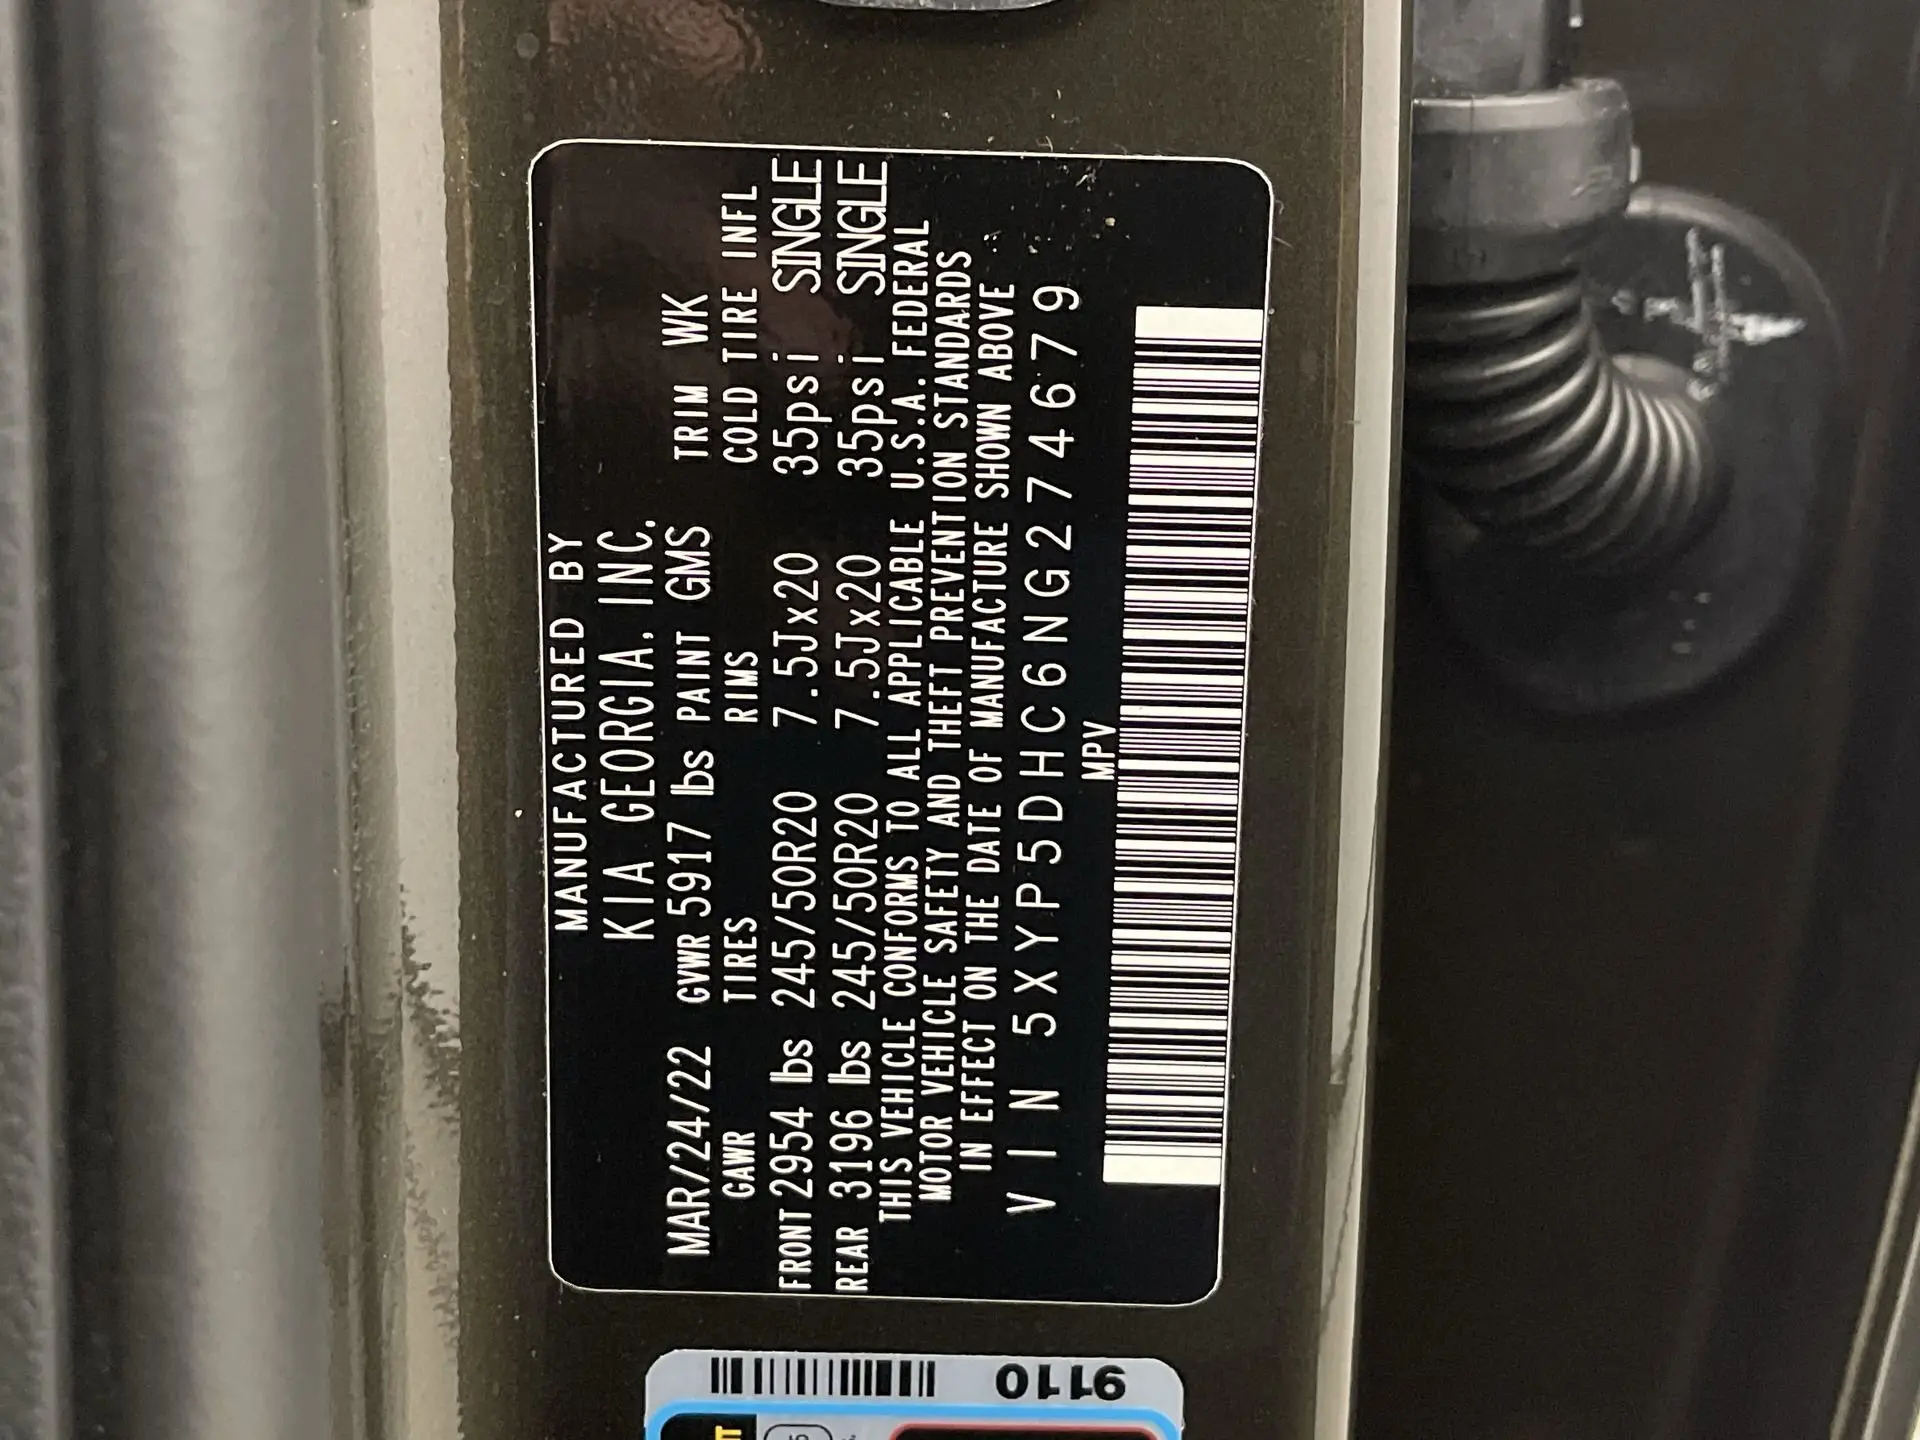 MANUFACTURED BY
KIA GEORGIA, INC.
MAR/24/22 GVWR 5917 lbs PAINT GMS TRIM WK
GAWR TIRES RIMS COLD TIRE INFL
FRONT 2954 lbs 245/50R20 7.5Jx20 35psi SINGLE
REAR 3196 lbs 245/50R20 7.5Jx20 35psi SINGLE
THIS VEHICLE CONFORMS TO ALL APPLICABLE U.S.A. FEDERAL
MOTOR VEHICLE SAFETY AND THEFT PREVENTION STANDARDS
IN EFFECT ON THE DATE OF MANUFACTURE SHOWN ABOVE
VIN 5XYP5DHC6NG274679
MPV
9110